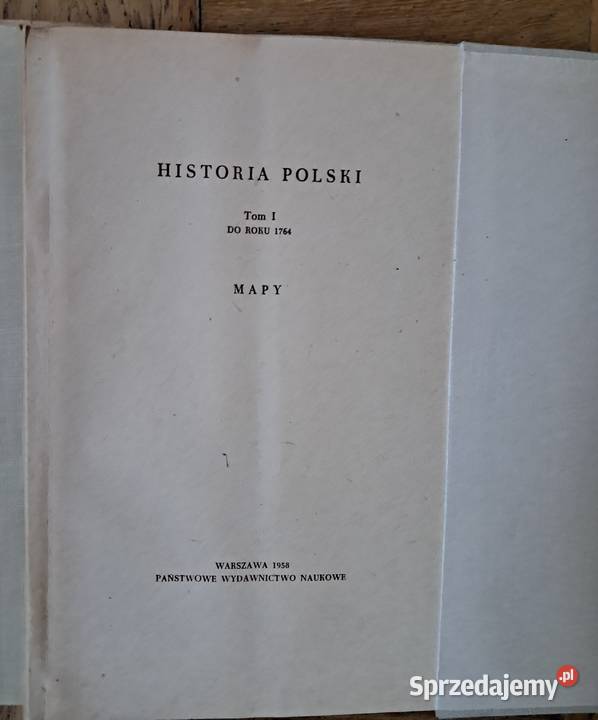 HISTORIA POLSKI
Tom I
DO ROKU 1764
MAPY
WARSZAWA 1958
PAŃSTWOWE WYDAWNICTWO NAUKOWE
Sprzedajemy.pl